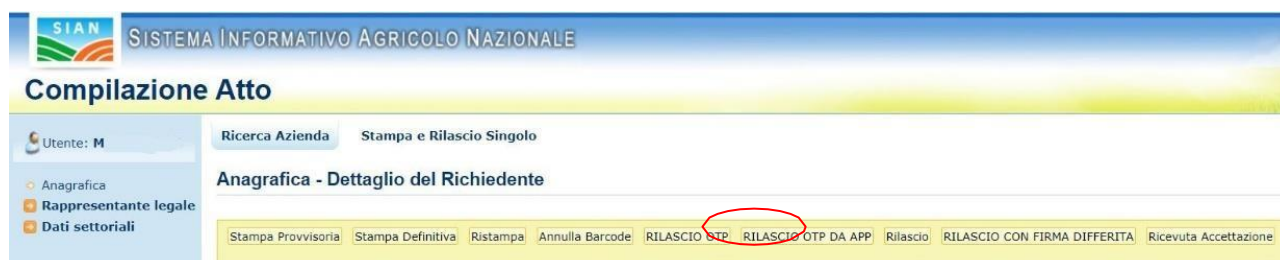 SIAN
SISTEMA INFORMATIVO AGRICOLO NAZIONALE
Compilazione Atto
Utente: M
Ricerca Azienda Stampa e Rilascio Singolo
Anagrafica
Rappresentante legale
Dati settoriali
Anagrafica - Dettaglio del Richiedente
Stampa Provvisoria Stampa Definitiva Ristampa Annulla Barcode RILASCIO OTP RILASCIO OTP DA APP Rilascio RILASCIO CON FIRMA DIFFERITA Ricevuta Accettazione